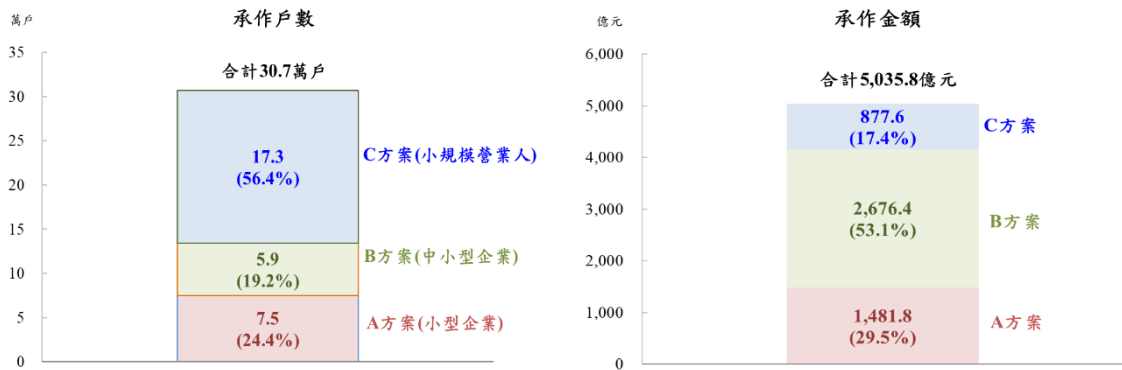 承作戶數
萬戶
35
30
25
20
15
10
5
0
合計30.7萬戶
17.3
(56.4%)
C方案(小規模營業人)
5.9
(19.2%)
B方案(中小型企業)
7.5
(24.4%)
A方案(小型企業)
承作金額
億元
6,000
5,000
4,000
3,000
2,000
1,000
0
合計5,035.8億元
877.6
(17.4%)
C方案
2,676.4
(53.1%)
B方案
1,481.8
(29.5%)
A方案